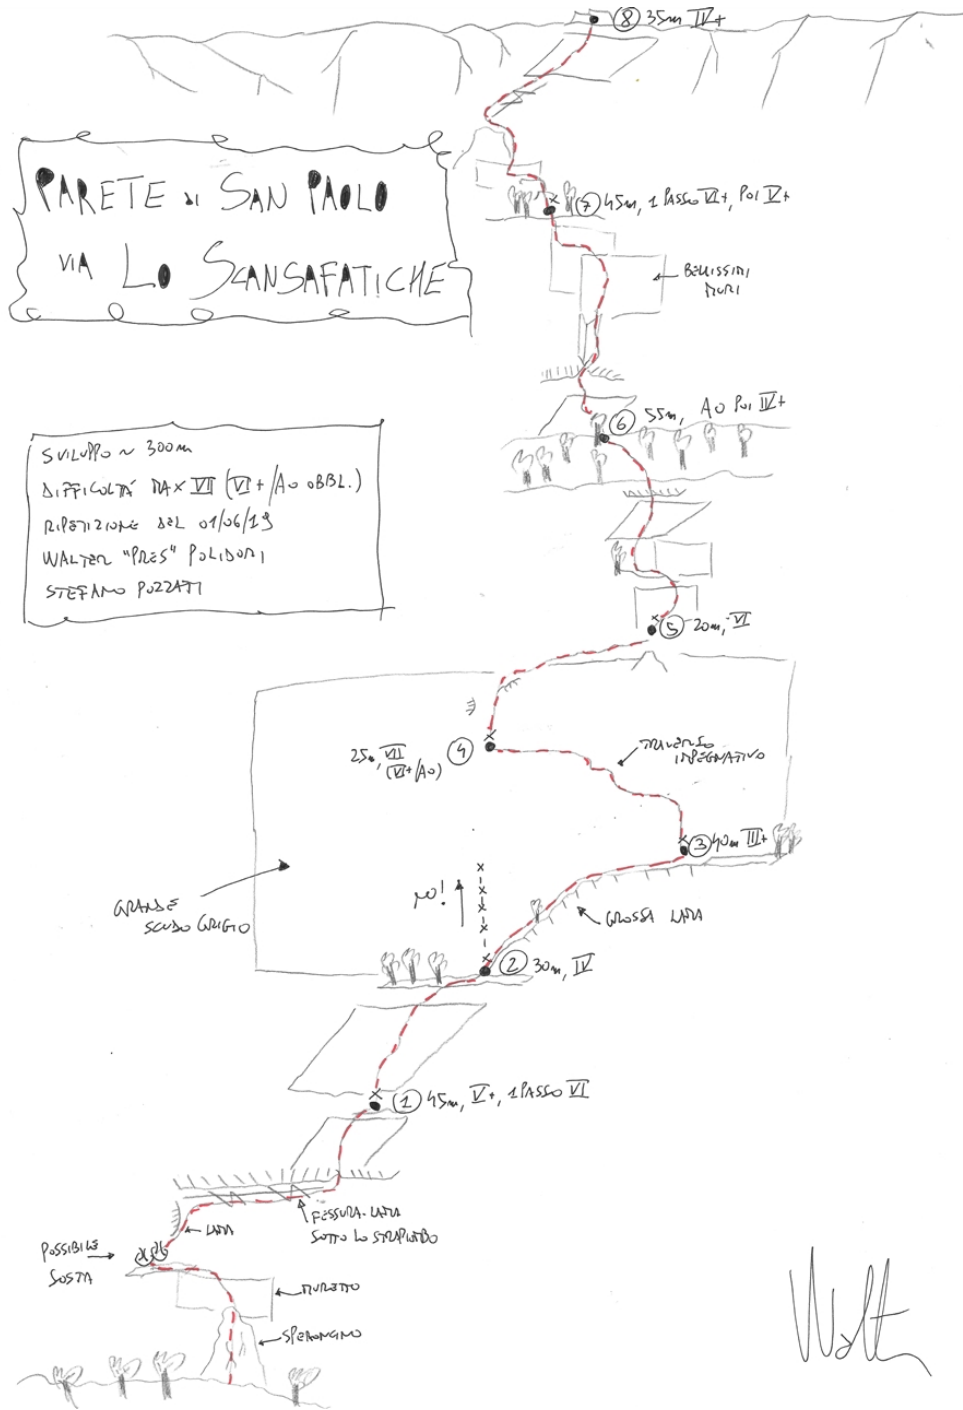 8 35m IV+
PARETE DI SAN PAOLO
VIA LO SCANSAFATICHE
7 45m, 1 PASSO VI+, POI IV+
BELLISSIMI
MURI
6 55m, A0 POI IV+
SVILUPPO ~ 300m
DIFFICOLTÁ MAX VII (VI+/A0 OBBL.)
RIPETIZIONE DEL 01/06/19
WALTER "PRES" POLIDORI
STEFANO POZZATI
5 20m, VI
4
25m, VII
(VI+/A0)
TRAVERSO
IMPEGNATIVO
3 40m III+
NO!
GROSSA LAMA
GRANDE
SCUDO GRIGIO
2 30m, IV
1 45m, V+, 1 PASSO VI
FESSURA-LAMA
SOTTO LO STRAPIOMBO
LAMA
POSSIBILE
SOSTA
MURETTO
SPERONCINO
Walt